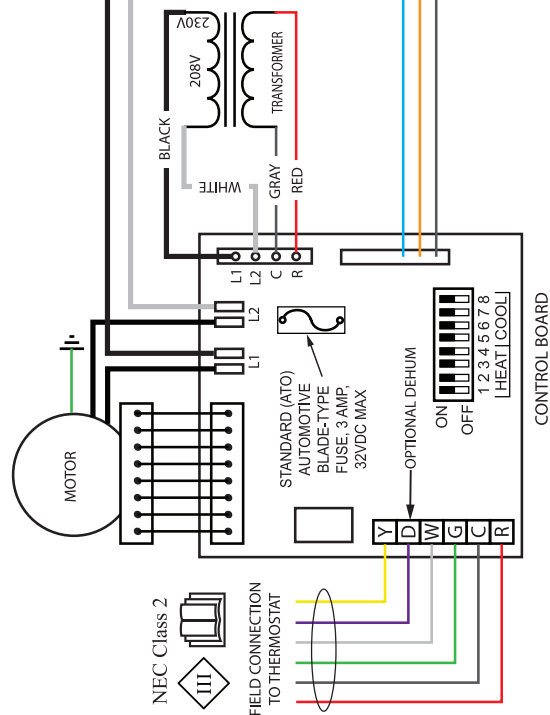 230V
208V
TRANSFORMER
BLACK
WHITE
GRAY
RED
L1
L2
C
R
L2
L1
MOTOR
STANDARD (ATO)
AUTOMOTIVE
BLADE-TYPE
FUSE, 3 AMP,
32VDC MAX
ON
OFF
1 2 3 4 5 6 7 8
|HEAT|COOL|
CONTROL BOARD
OPTIONAL DEHUM
Y
D
W
G
C
R
NEC Class 2
III
FIELD CONNECTION
TO THERMOSTAT